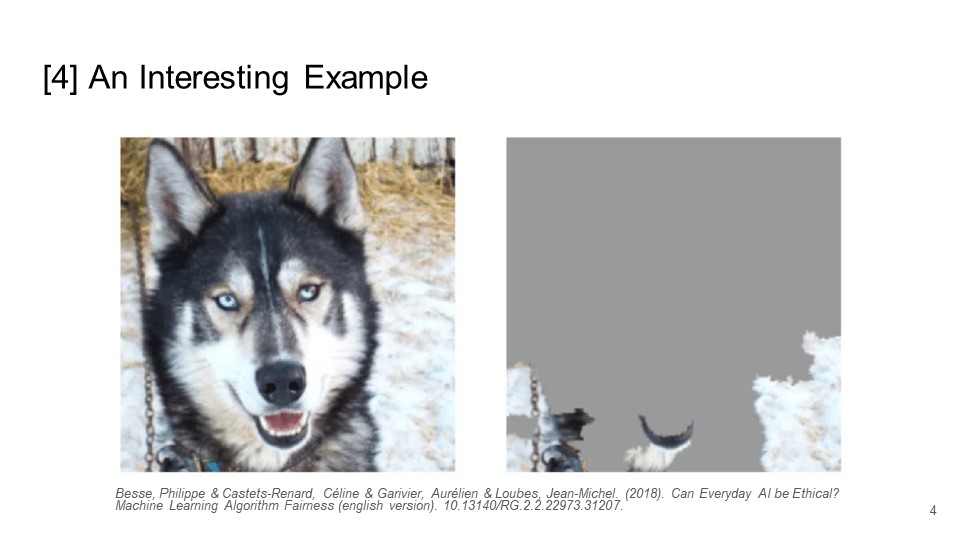 [4] An Interesting Example
Besse, Philippe & Castets-Renard, Céline & Garivier, Aurélien & Loubes, Jean-Michel. (2018). Can Everyday AI be Ethical?
Machine Learning Algorithm Fairness (english version). 10.13140/RG.2.2.22973.31207.
4